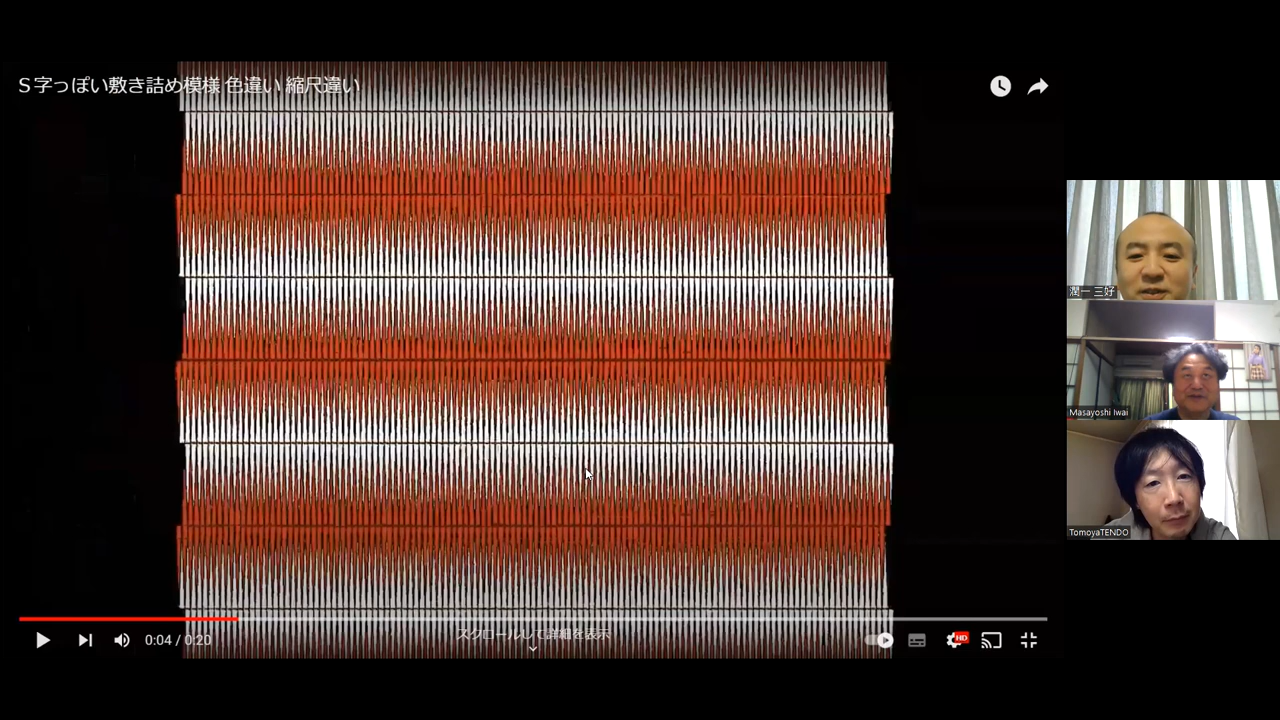 S字っぽい敷き詰め模様 色違い 縮尺違い
潤一 三好
Masayoshi Iwai
TomoyaTENDO
0:04 / 0:20
スクロールして詳細を表示
HD